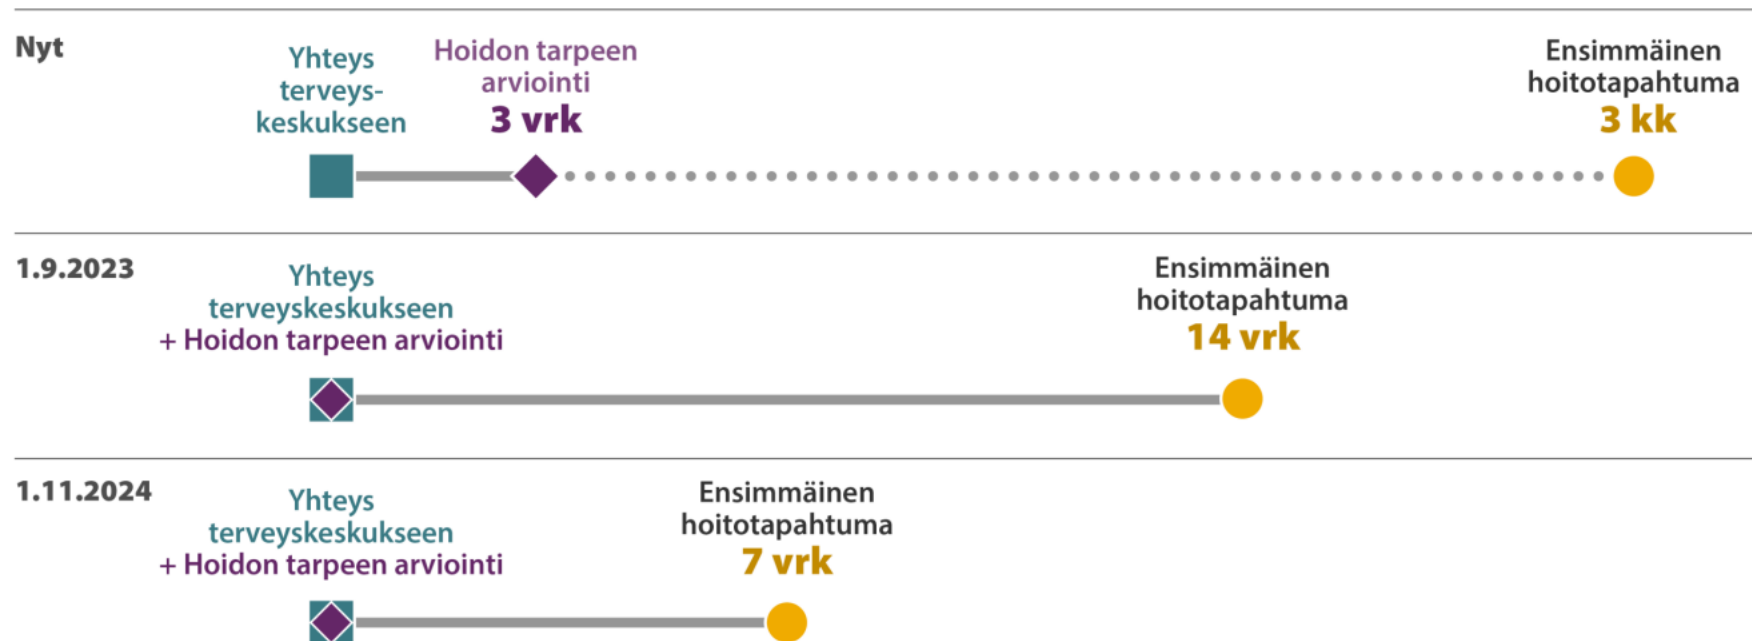 Nyt
Yhteys
terveys-
keskukseen
Hoidon tarpeen
arviointi
3 vrk
Ensimmäinen
hoitotapahtuma
3 kk
1.9.2023
Yhteys
terveyskeskukseen
+ Hoidon tarpeen arviointi
Ensimmäinen
hoitotapahtuma
14 vrk
1.11.2024
Yhteys
terveyskeskukseen
+ Hoidon tarpeen arviointi
Ensimmäinen
hoitotapahtuma
7 vrk